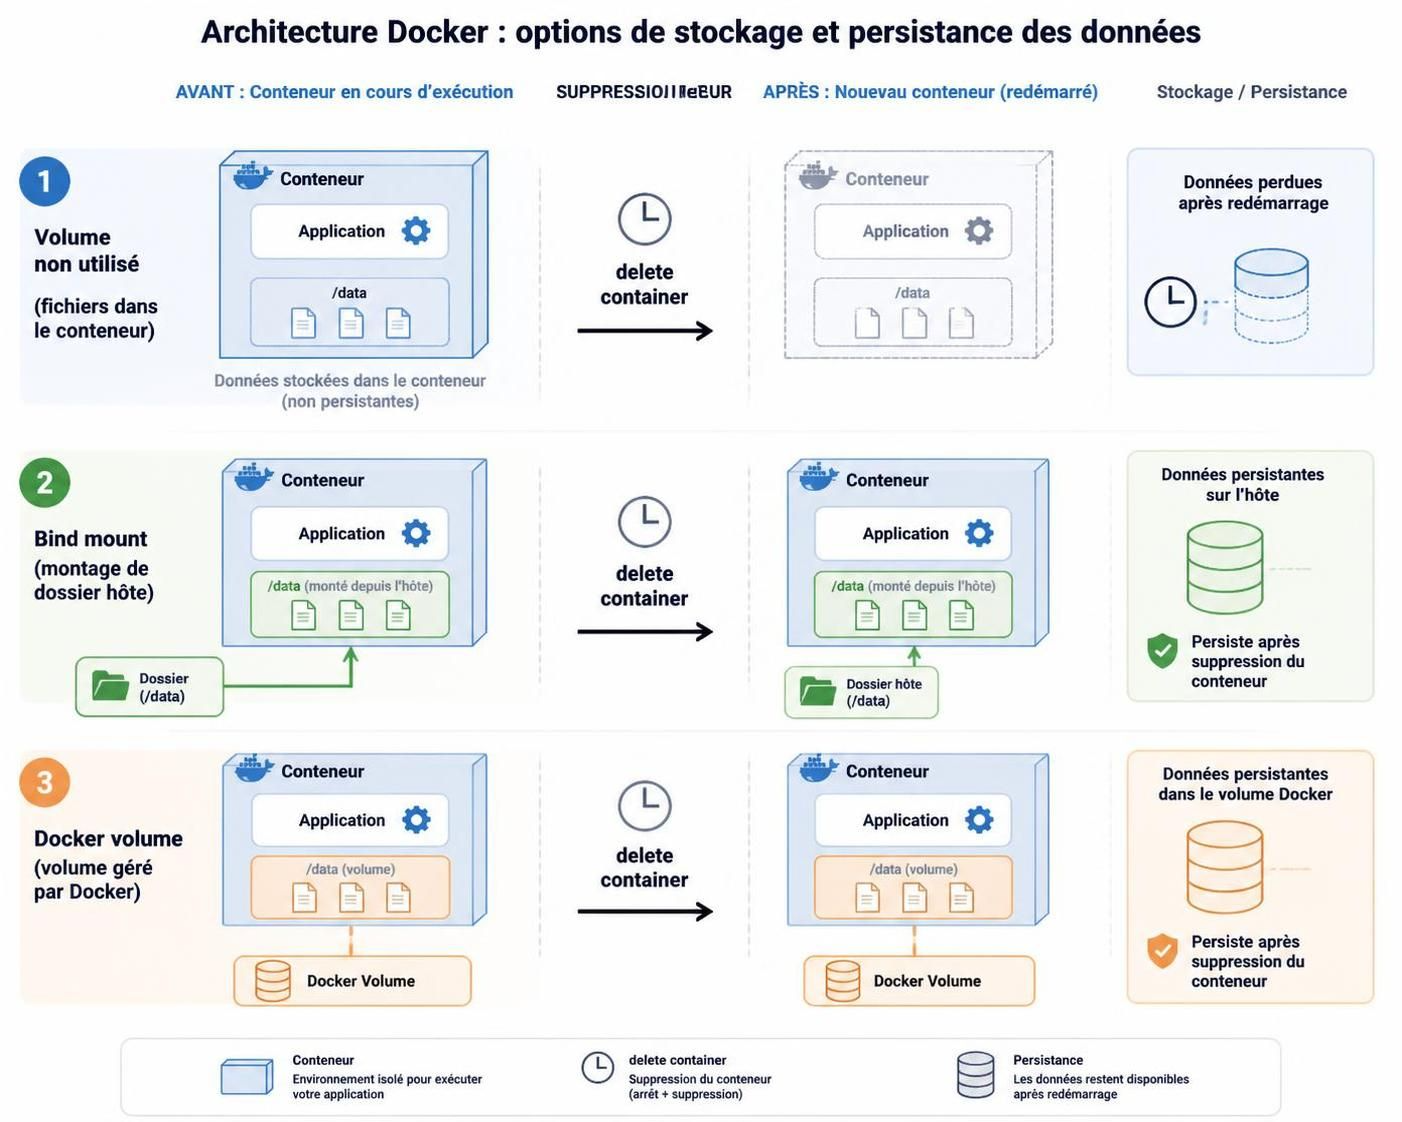 Architecture Docker : options de stockage et persistance des données
AVANT : Conteneur en cours d'exécution
APRÈS : Nouevau conteneur (redémarré)
Stockage / Persistance
1
Volume
non utilisé
(fichiers dans
le conteneur)
Conteneur
Application
/data
Données stockées dans le conteneur
(non persistantes)
delete
container
Conteneur
Application
/data
Données perdues
après redémarrage
2
Bind mount
(montage de
dossier hôte)
Conteneur
Application
/data (monté depuis l'hôte)
Dossier
(/data)
delete
container
Conteneur
Application
/data (monté depuis l'hôte)
Dossier hôte
(/data)
Données persistantes
sur l'hôte
Persiste après
suppression du
conteneur
3
Docker volume
(volume géré
par Docker)
Conteneur
Application
/data (volume)
Docker Volume
delete
container
Conteneur
Application
/data (volume)
Docker Volume
Données persistantes
dans le volume Docker
Persiste après
suppression du
conteneur
Conteneur
Environnement isolé pour exécuter
votre application
delete container
Suppression du conteneur
(arrêt + suppression)
Persistance
Les données restent disponibles
après redémarrage